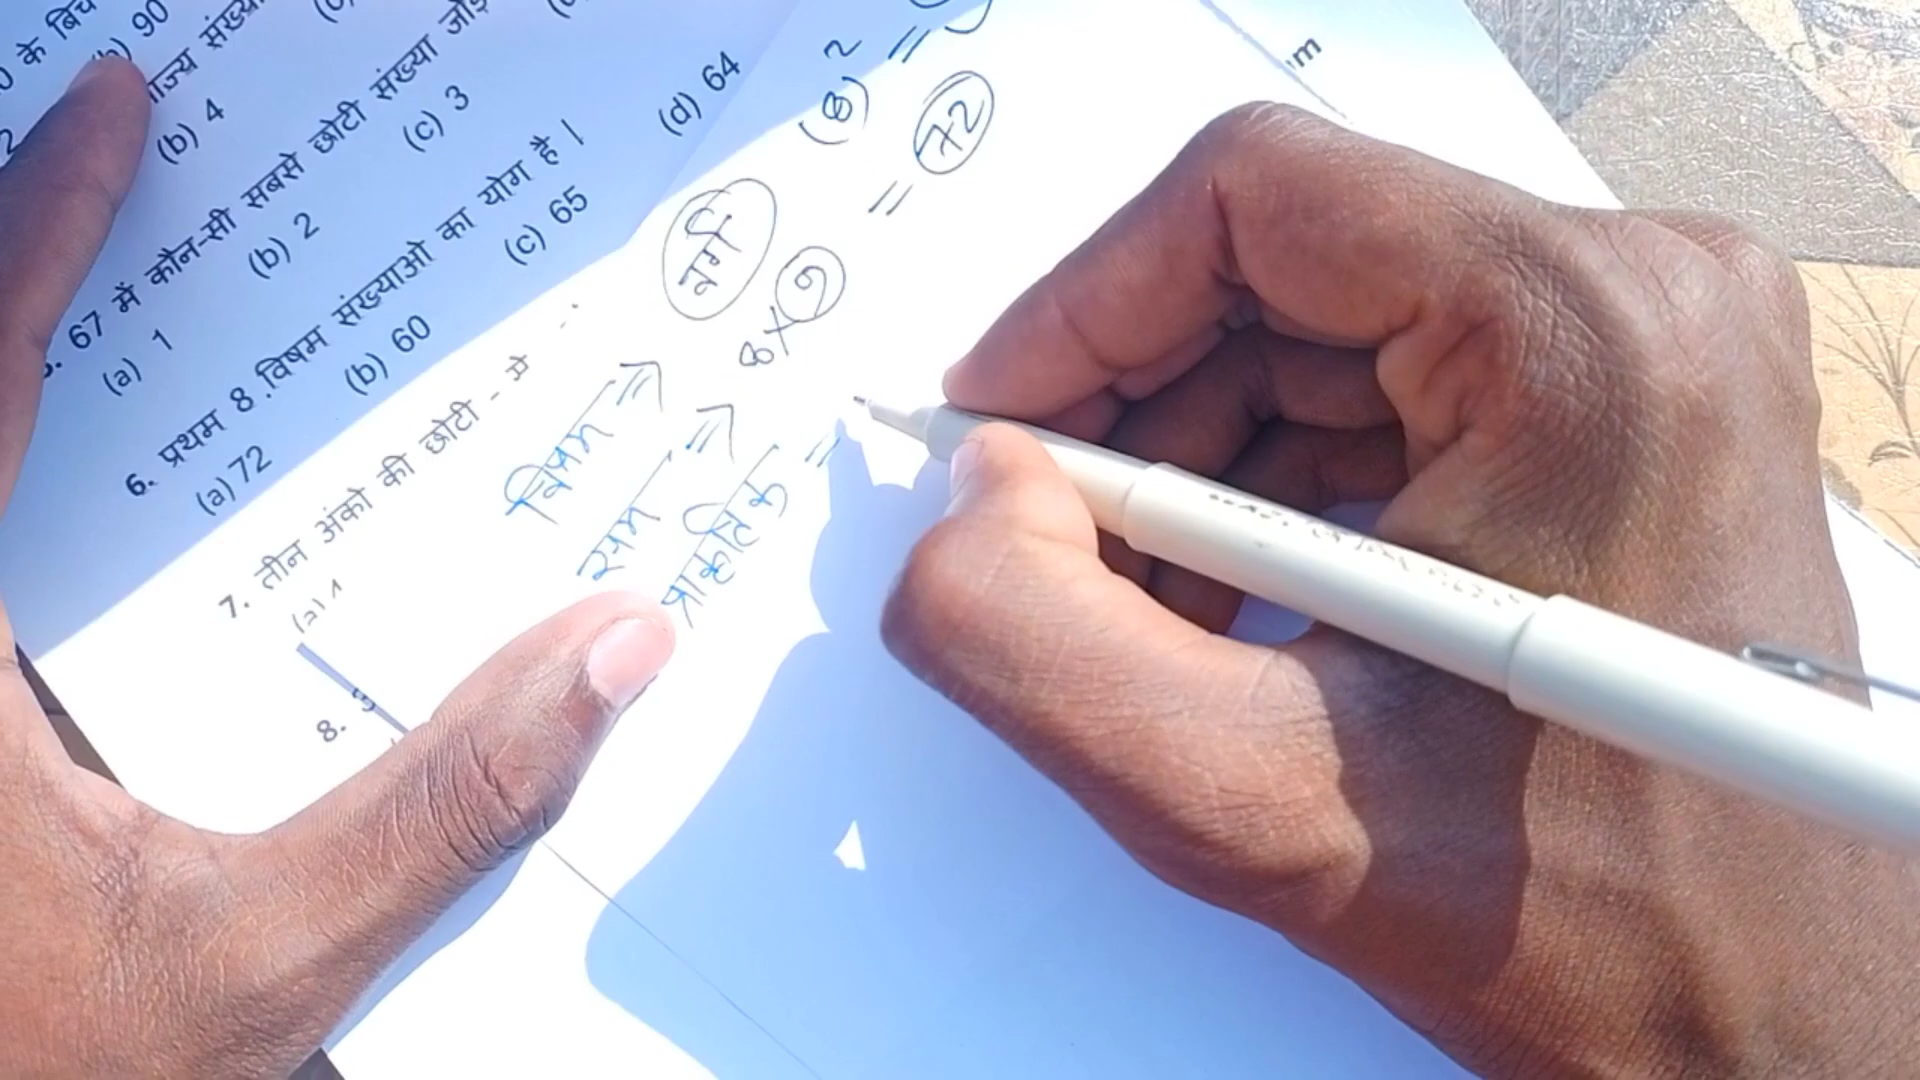 के बिच
(b) 90
(b) 4
67 में कौन-सी सबसे छोटी संख्या जोड़
(a) 1 (b) 2 (c) 3
6. प्रथम 8 विषम संख्याओ का योग है।
(a) 72 (b) 60 (c) 65 (d) 64
7. तीन अंको की छोटी - मे - -
8.
विषम ⇒ वर्ग (8)² =
सम ⇒ 8×9 = 72
प्राकृतिक =
m